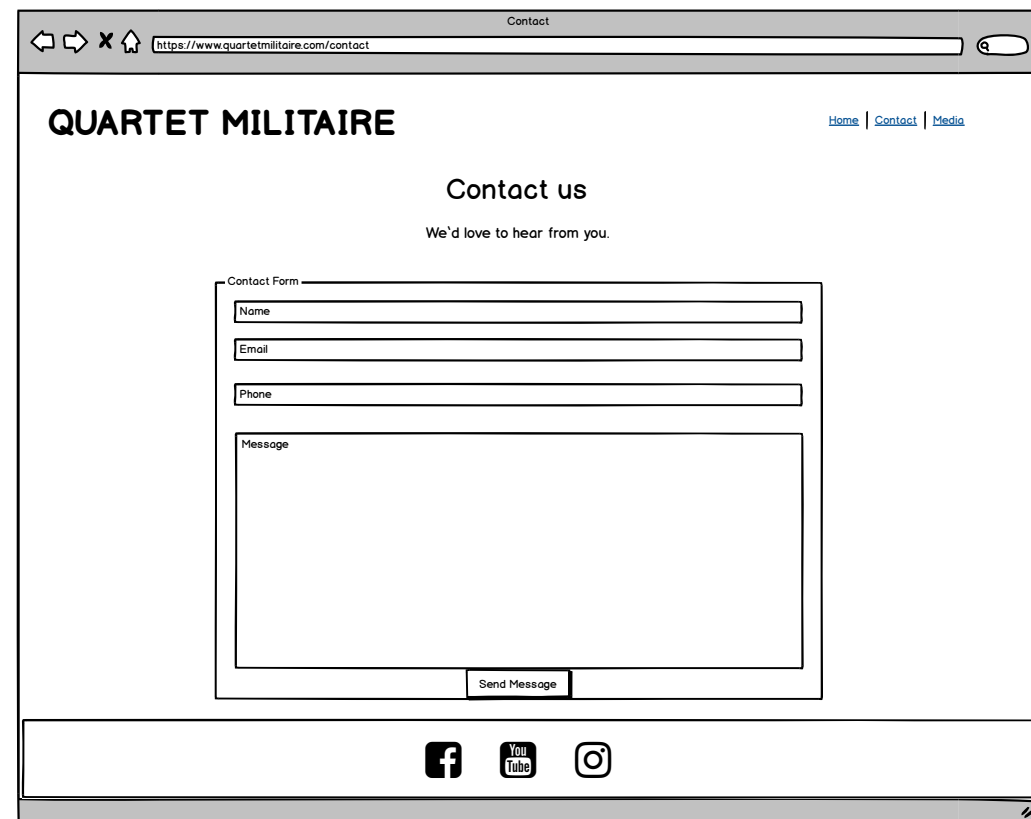 Contact
https://www.quartetmilitaire.com/contact
QUARTET MILITAIRE
Home | Contact | Media
Contact us
We`d love to hear from you.
Contact Form
Name
Email
Phone
Message
Send Message
You
Tube